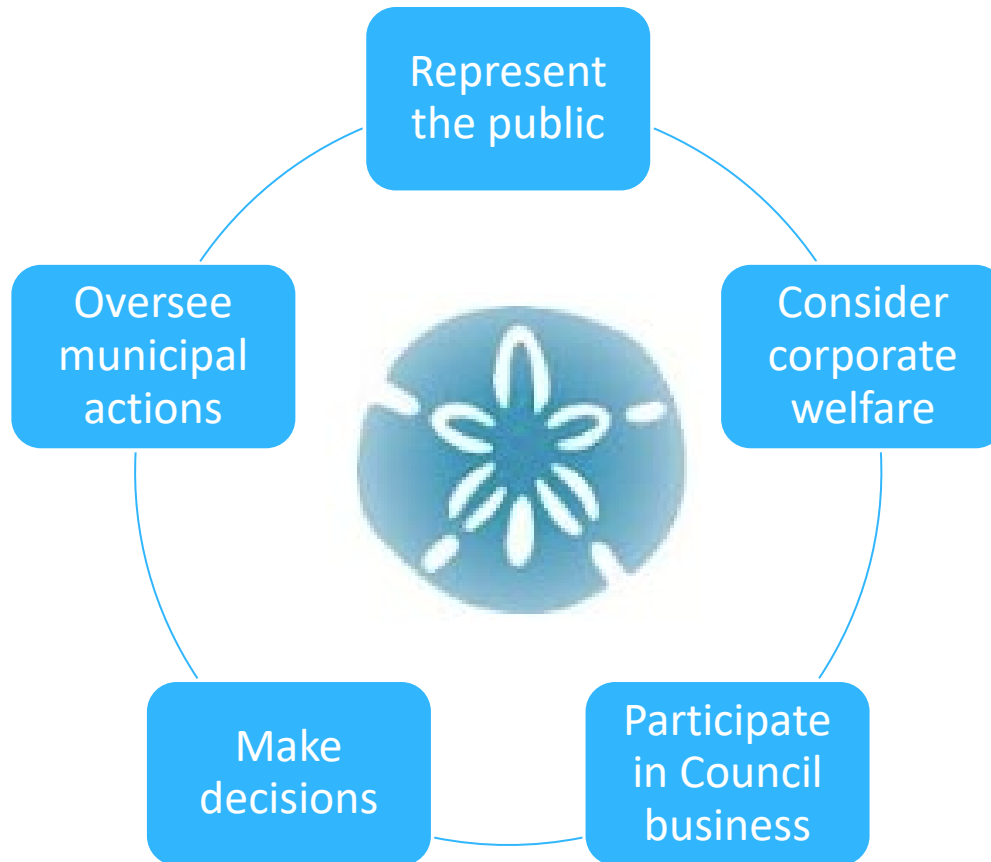 Represent
the public
Consider
corporate
welfare
Participate
in Council
business
Make
decisions
Oversee
municipal
actions